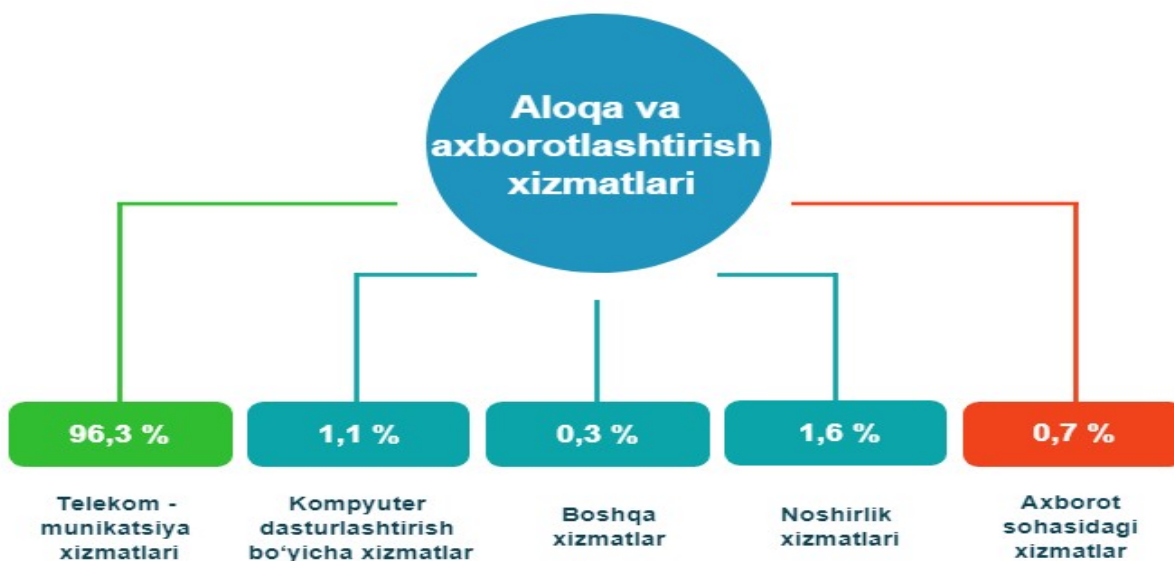 Aloqa va
axborotlashtirish
xizmatlari
96,3 %
1,1 %
0,3 %
1,6 %
0,7 %
Telekom -
munikatsiya
xizmatlari
Kompyuter
dasturlashtirish
bo‘yicha xizmatlar
Boshqa
xizmatlar
Noshirlik
xizmatlari
Axborot
sohasidagi
xizmatlar